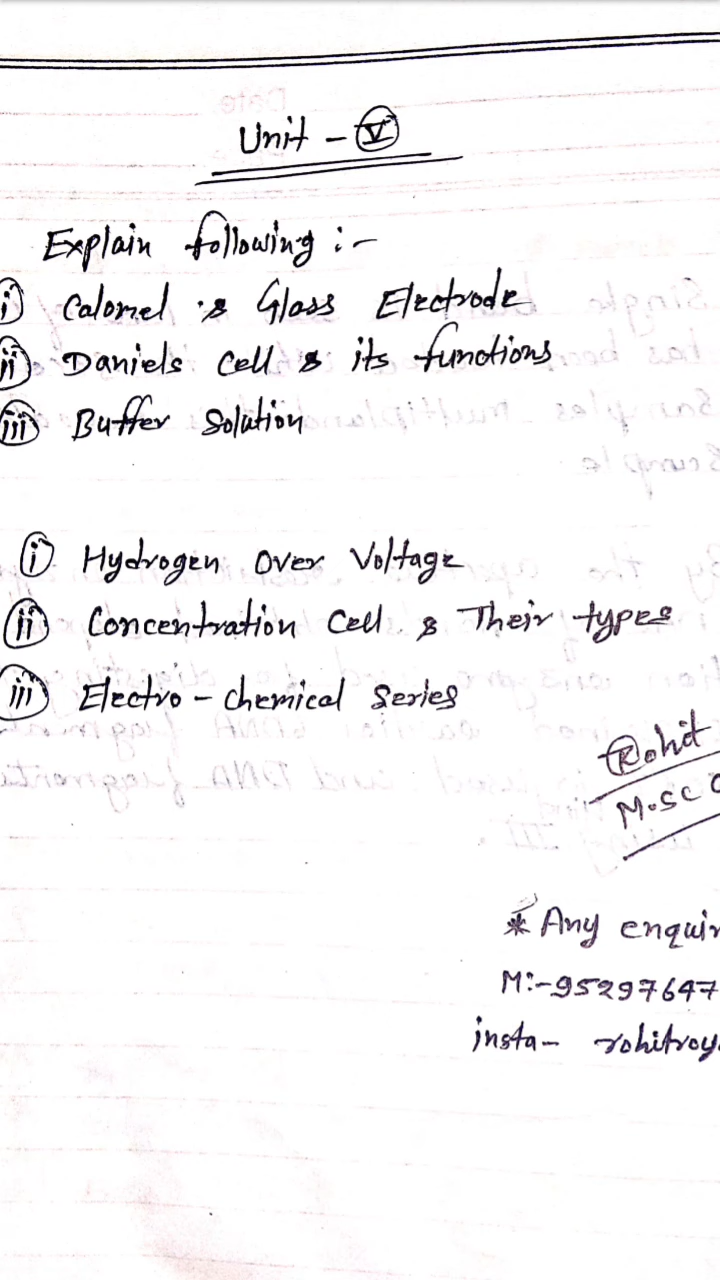 Unit - V
Explain following :-
i Calomel & Glass Electrode
ii Daniels Cell & its functions
iii Buffer Solution
i Hydrogen Over Voltage
ii Concentration Cell & Their types
iii Electro-chemical Series
Rohit
M.SC
* Any enquir
M:-95297647
insta- rohitroy